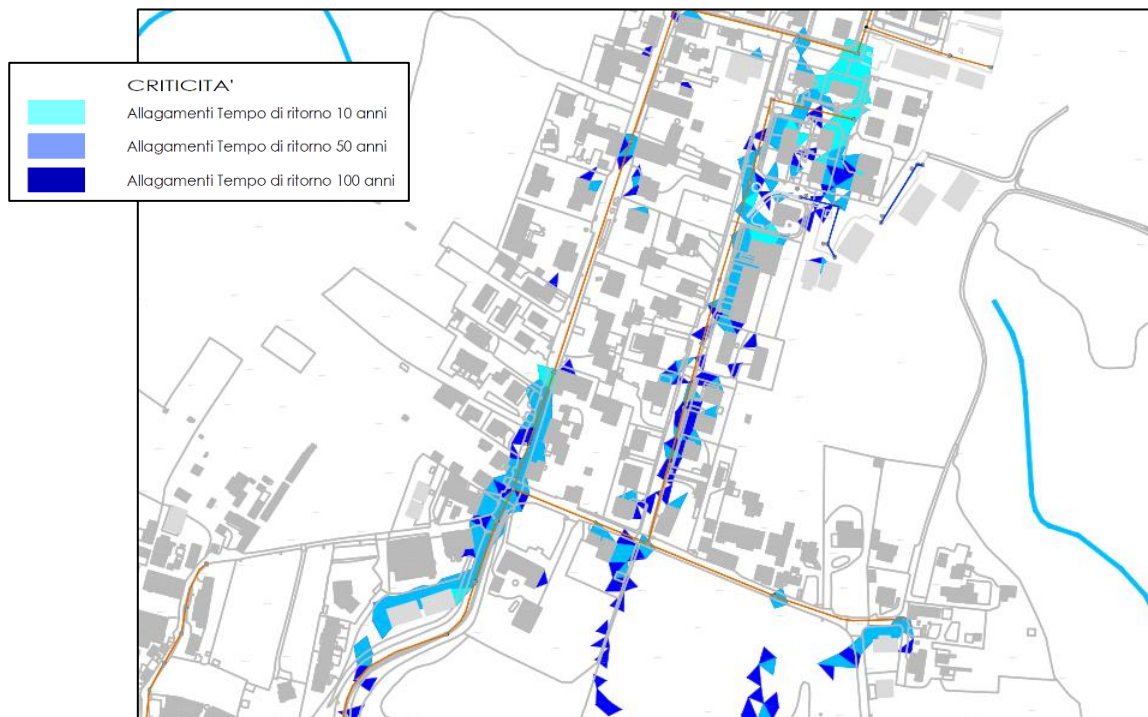 CRITICITA'
Allagamenti Tempo di ritorno 10 anni
Allagamenti Tempo di ritorno 50 anni
Allagamenti Tempo di ritorno 100 anni